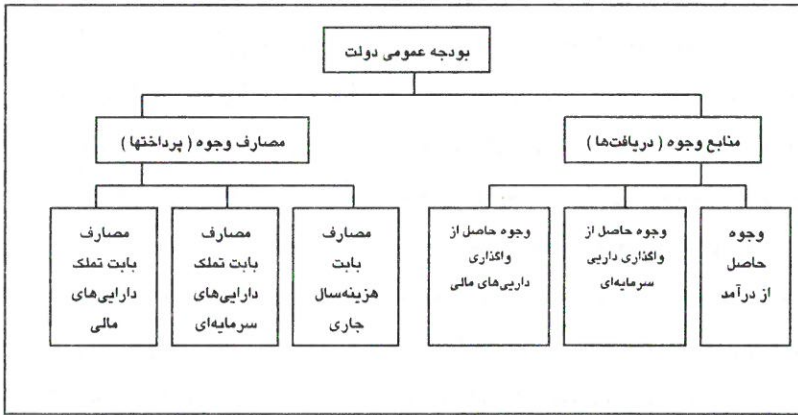 بودجه عمومی دولت
منابع وجوه ( دریافت‌ها )
مصارف وجوه ( پرداختها )
وجوه
حاصل
از درآمد
وجوه حاصل از
واگذاری داریی
سرمایه‌ای
وجوه حاصل از
واگذاری
داریی‌های مالی
مصارف
بابت
هزینه‌سال
جاری
مصارف
بابت تملک
دارایی‌های
سرمایه‌ای
مصارف
بابت تملک
دارایی‌های
مالی